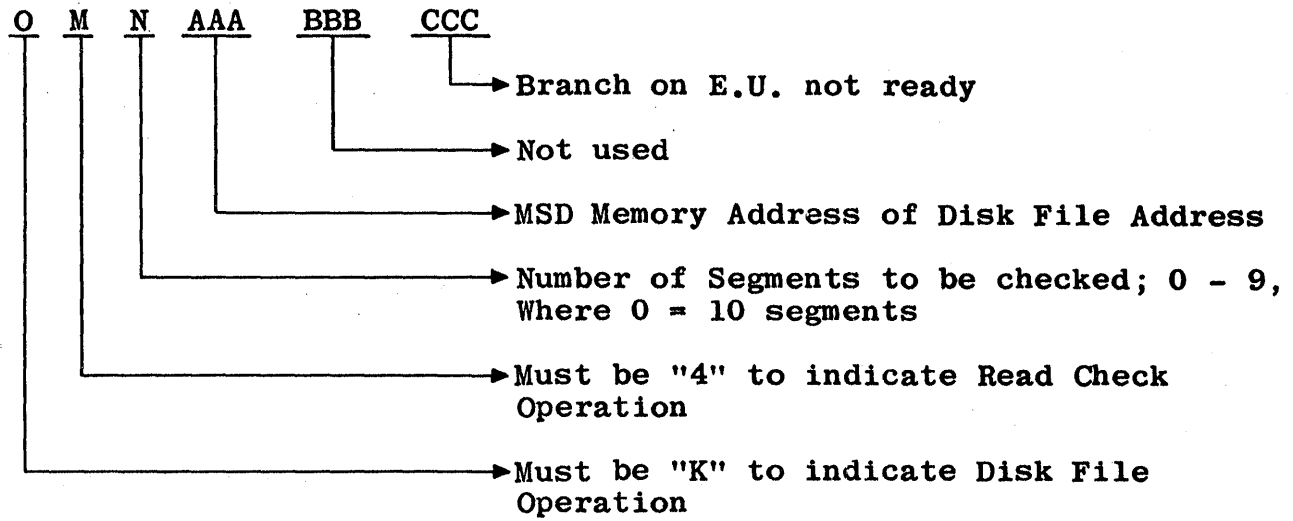 O M N AAA BBB CCC
Branch on E.U. not ready
Not used
MSD Memory Address of Disk File Address
Number of Segments to be checked; 0 - 9,
Where 0 = 10 segments
Must be "4" to indicate Read Check
Operation
Must be "K" to indicate Disk File
Operation